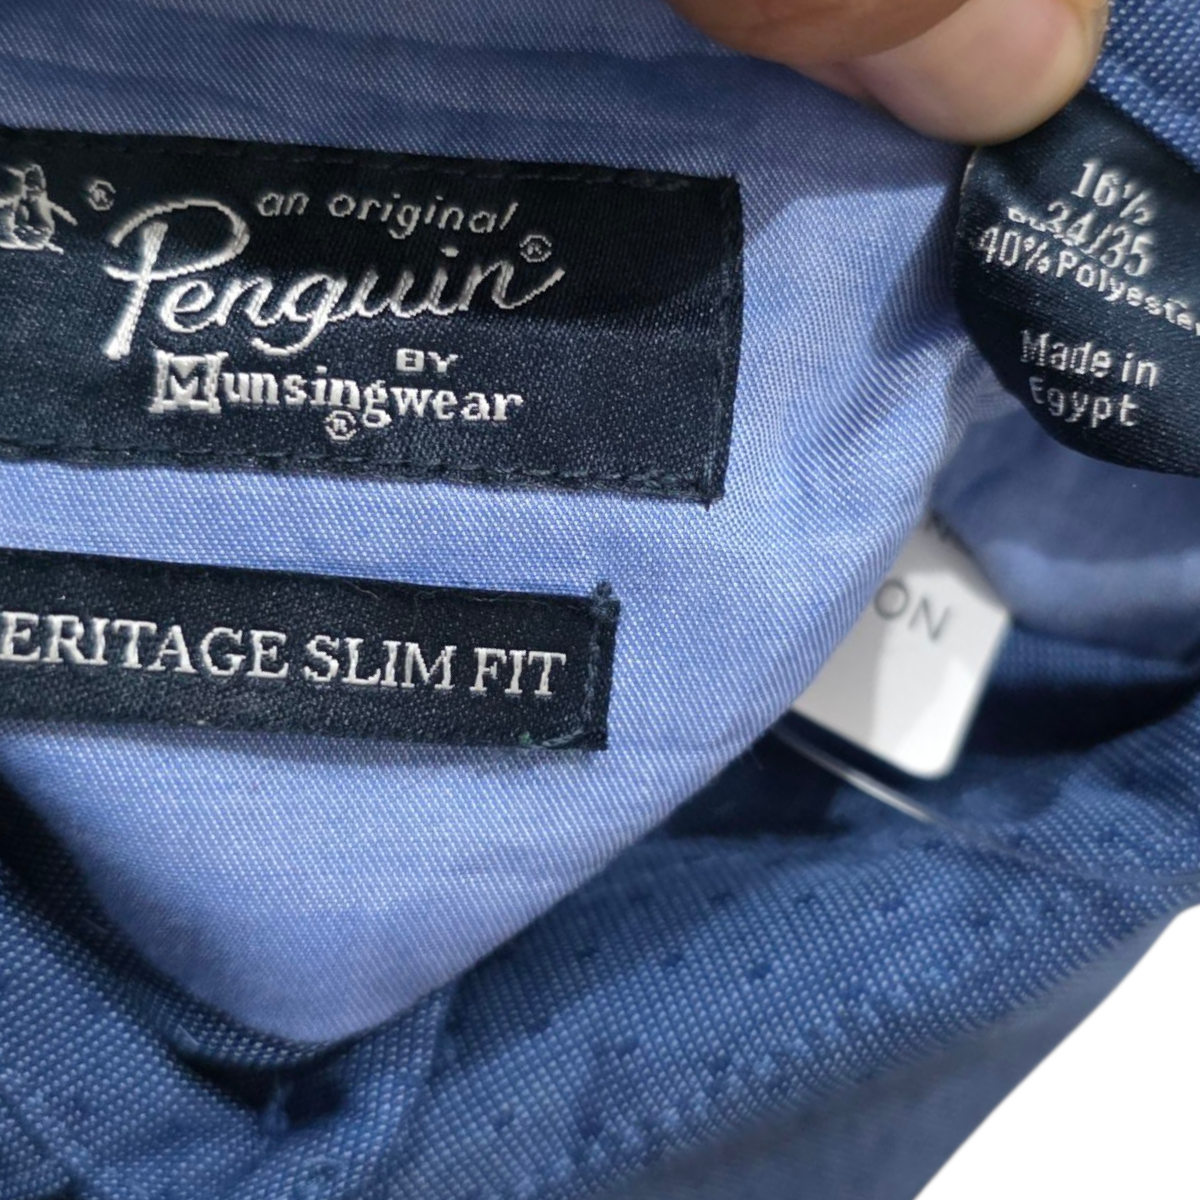 an original
Penguin®
BY
Munsingwear
®
ERITAGE SLIM FIT
16½
34/35
40% Polyester
Made in
Egypt
ON